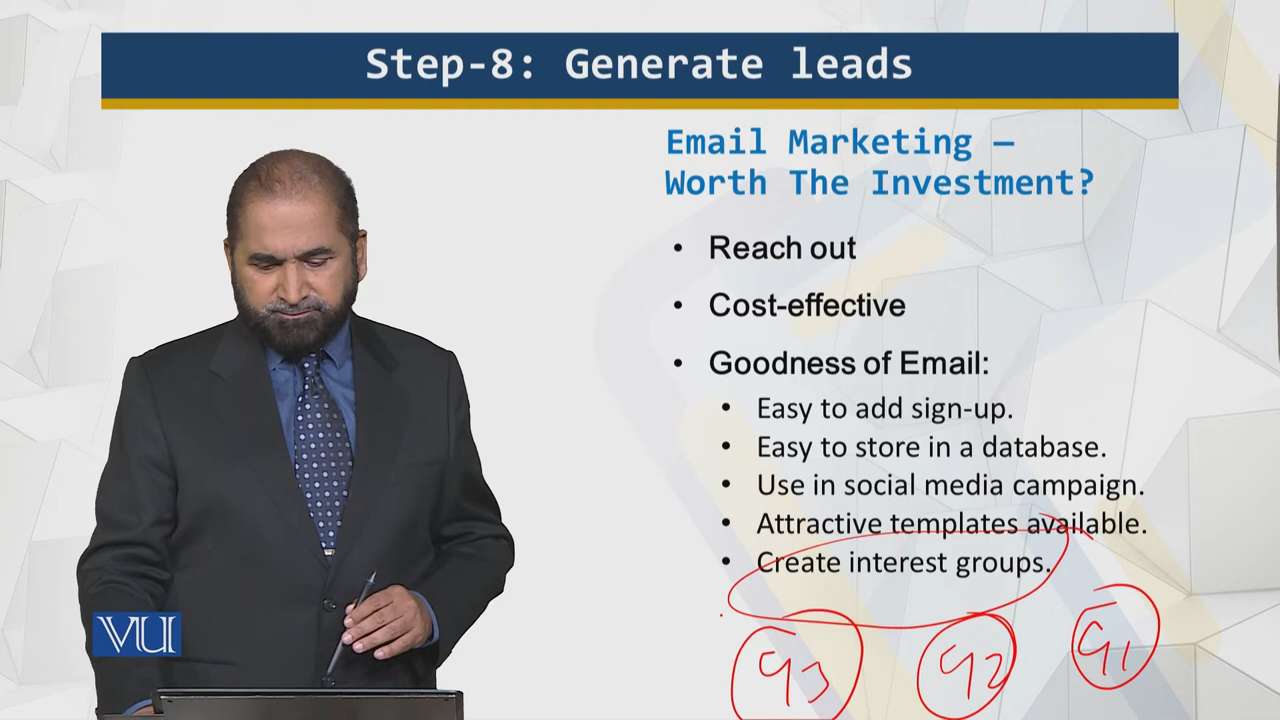 Step-8: Generate leads
Email Marketing –
Worth The Investment?
• Reach out
• Cost-effective
• Goodness of Email:
• Easy to add sign-up.
• Easy to store in a database.
• Use in social media campaign.
• Attractive templates available.
• Create interest groups.
G3 G2 G1
VU